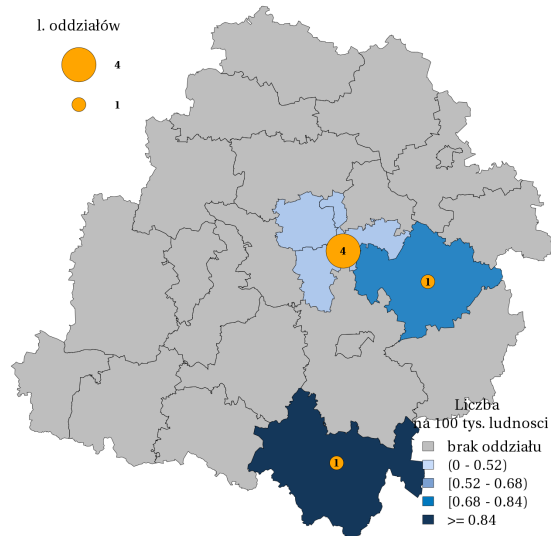 l. oddziałów
4
1
4
1
1
Liczba
na 100 tys. ludnosci
brak oddziału
(0 - 0.52)
[0.52 - 0.68)
[0.68 - 0.84)
>= 0.84